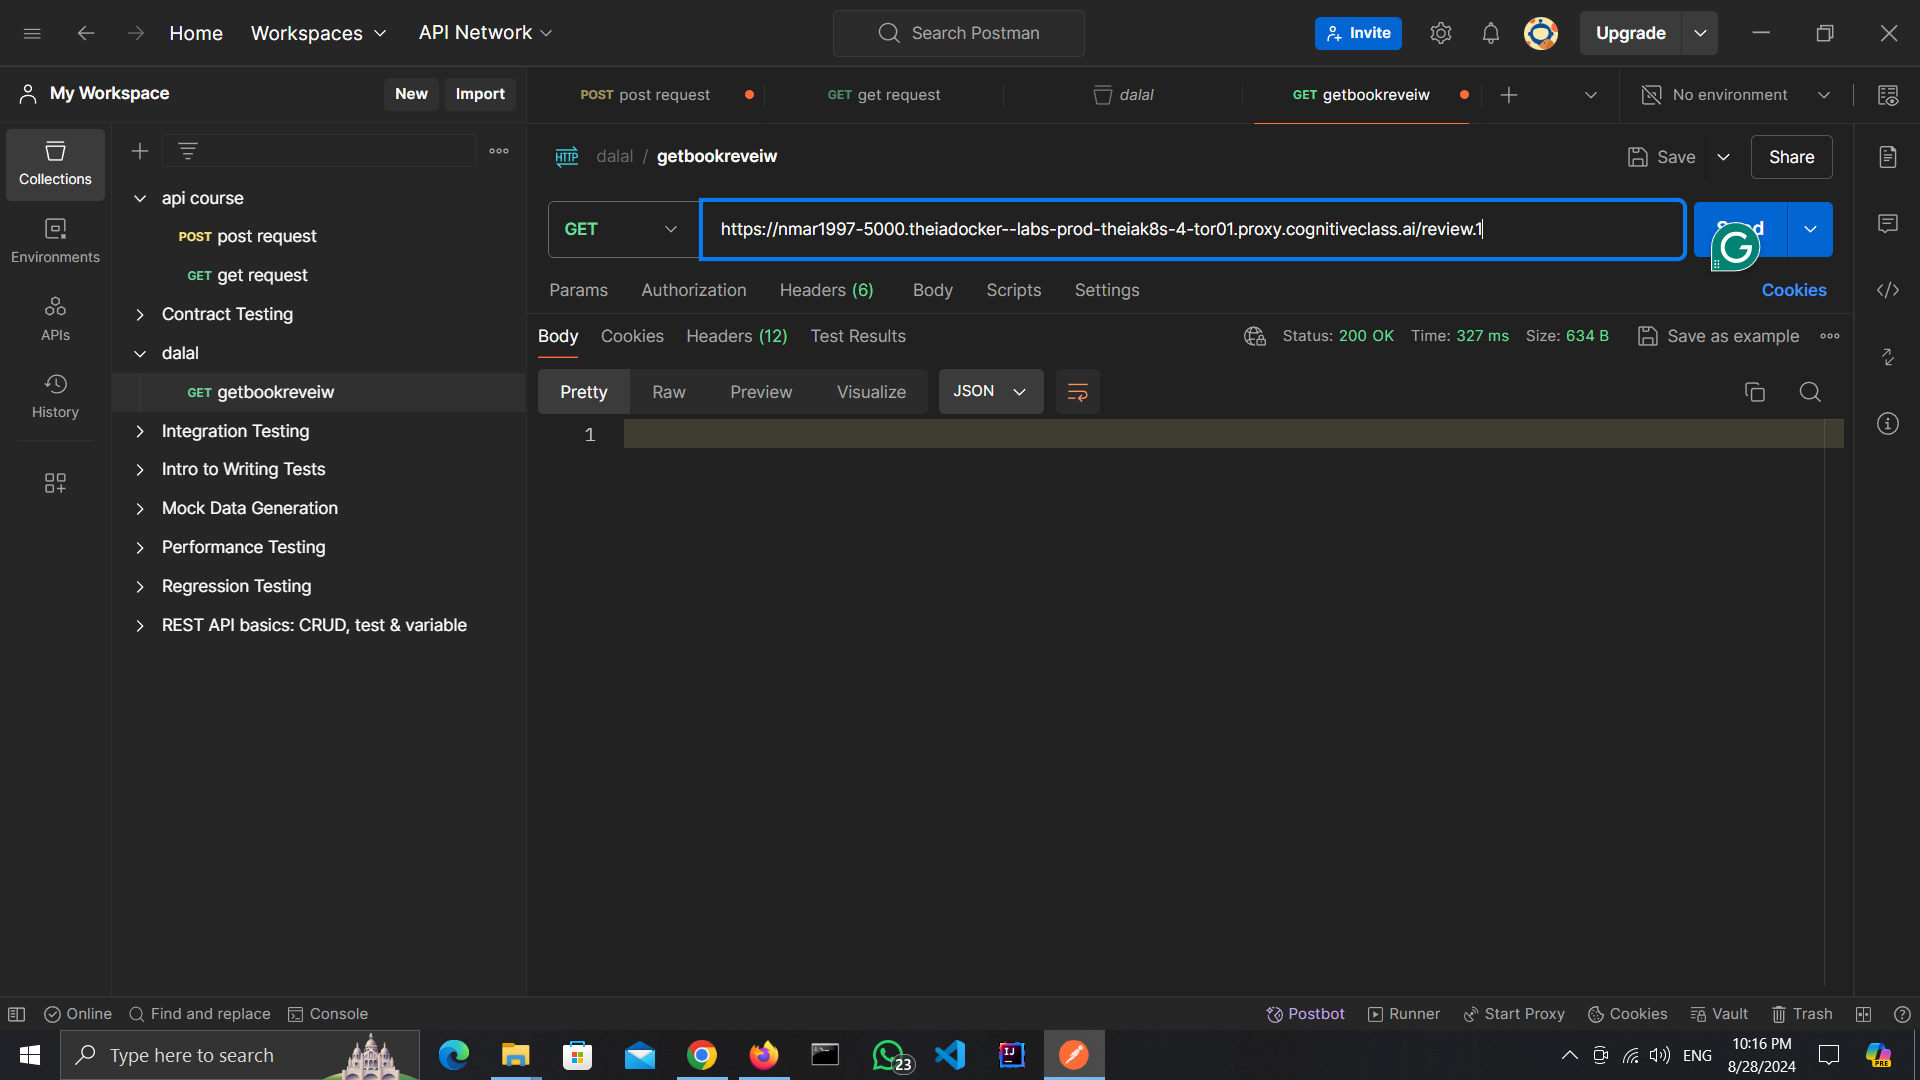 Home
Workspaces
API Network
Search Postman
Invite
Upgrade
My Workspace
New
Import
POST post request
GET get request
dalal
GET getbookreveiw
No environment
Collections
Environments
APIs
History
api course
POST post request
GET get request
Contract Testing
dalal
GET getbookreveiw
Integration Testing
Intro to Writing Tests
Mock Data Generation
Performance Testing
Regression Testing
REST API basics: CRUD, test & variable
HTTP dalal / getbookreveiw
Save
Share
GET
https://nmar1997-5000.theiadocker--labs-prod-theiak8s-4-tor01.proxy.cognitiveclass.ai/review.1
Params
Authorization
Headers (6)
Body
Scripts
Settings
Cookies
Body
Cookies
Headers (12)
Test Results
Status: 200 OK
Time: 327 ms
Size: 634 B
Save as example
Pretty
Raw
Preview
Visualize
JSON
1
Online
Find and replace
Console
Postbot
Runner
Start Proxy
Cookies
Vault
Trash
Type here to search
23
IJ
ENG
10:16 PM
8/28/2024
PRE